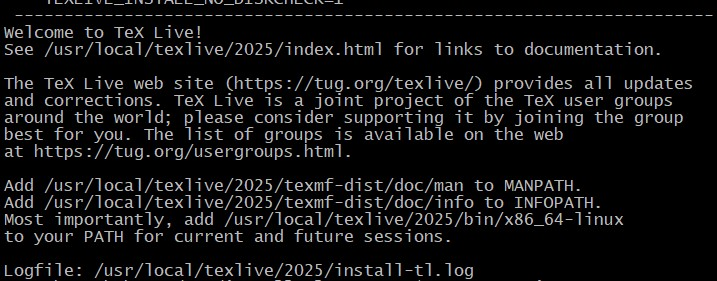 TEXLIVE_INSTALL_NO_DISKCHECK=1
----------------------------------------------------------------------
Welcome to TeX Live!
See /usr/local/texlive/2025/index.html for links to documentation.
The TeX Live web site (https://tug.org/texlive/) provides all updates
and corrections. TeX Live is a joint project of the TeX user groups
around the world; please consider supporting it by joining the group
best for you. The list of groups is available on the web
at https://tug.org/usergroups.html.
Add /usr/local/texlive/2025/texmf-dist/doc/man to MANPATH.
Add /usr/local/texlive/2025/texmf-dist/doc/info to INFOPATH.
Most importantly, add /usr/local/texlive/2025/bin/x86_64-linux
to your PATH for current and future sessions.
Logfile: /usr/local/texlive/2025/install-tl.log